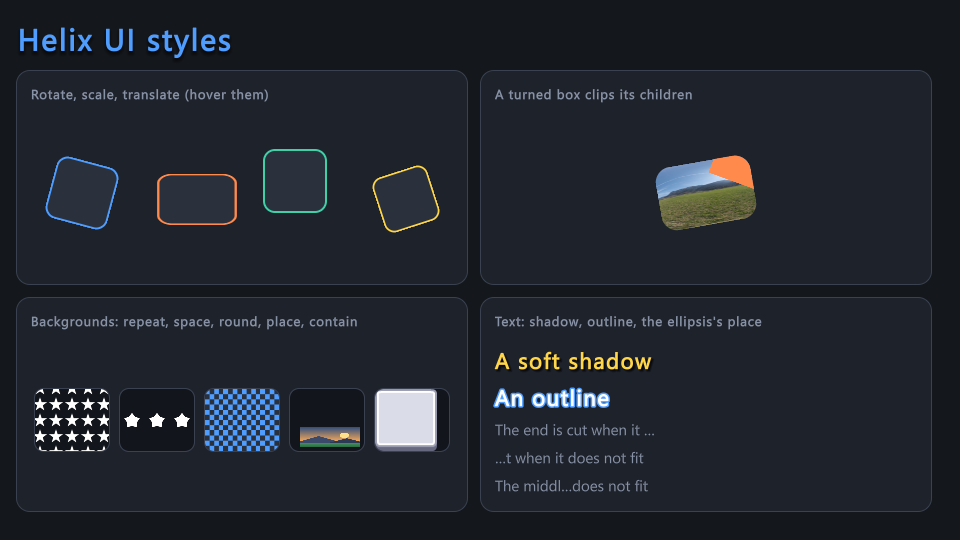 Helix UI styles
Rotate, scale, translate (hover them)
A turned box clips its children
Backgrounds: repeat, space, round, place, contain
Text: shadow, outline, the ellipsis's place
A soft shadow
An outline
The end is cut when it ...
...t when it does not fit
The middl...does not fit